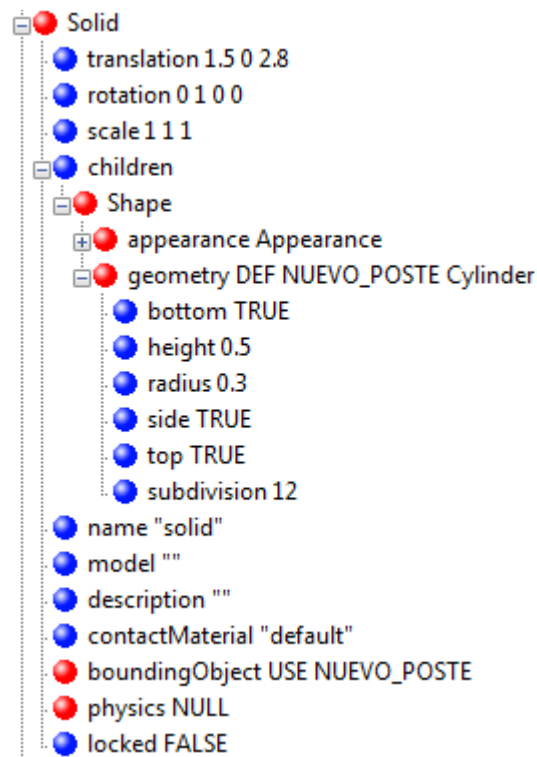 Solid
translation 1.5 0 2.8
rotation 0 1 0 0
scale 1 1 1
children
Shape
appearance Appearance
geometry DEF NUEVO_POSTE Cylinder
bottom TRUE
height 0.5
radius 0.3
side TRUE
top TRUE
subdivision 12
name "solid"
model ""
description ""
contactMaterial "default"
boundingObject USE NUEVO_POSTE
physics NULL
locked FALSE